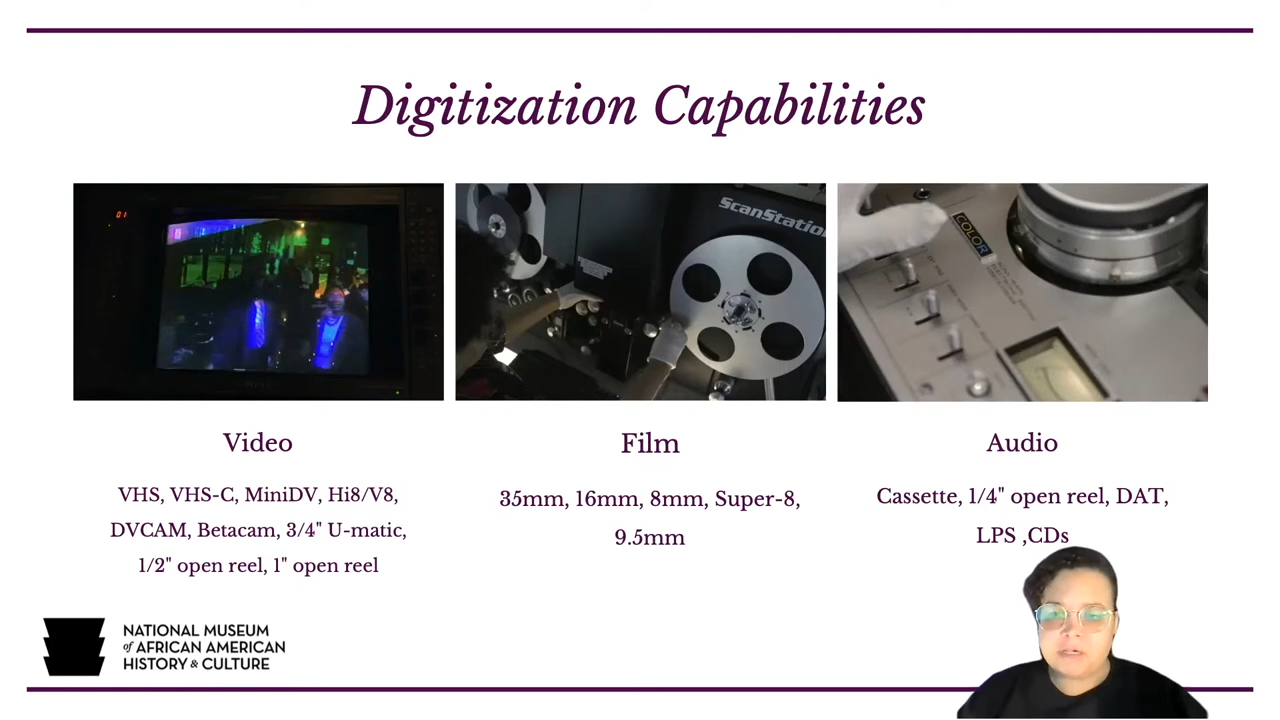 Digitization Capabilities
01
ScanStation
COLOR
Video
VHS, VHS-C, MiniDV, Hi8/V8,
DVCAM, Betacam, 3/4" U-matic,
1/2" open reel, 1" open reel
Film
35mm, 16mm, 8mm, Super-8,
9.5mm
Audio
Cassette, 1/4" open reel, DAT,
LPS ,CDs
NATIONAL MUSEUM
of AFRICAN AMERICAN
HISTORY & CULTURE